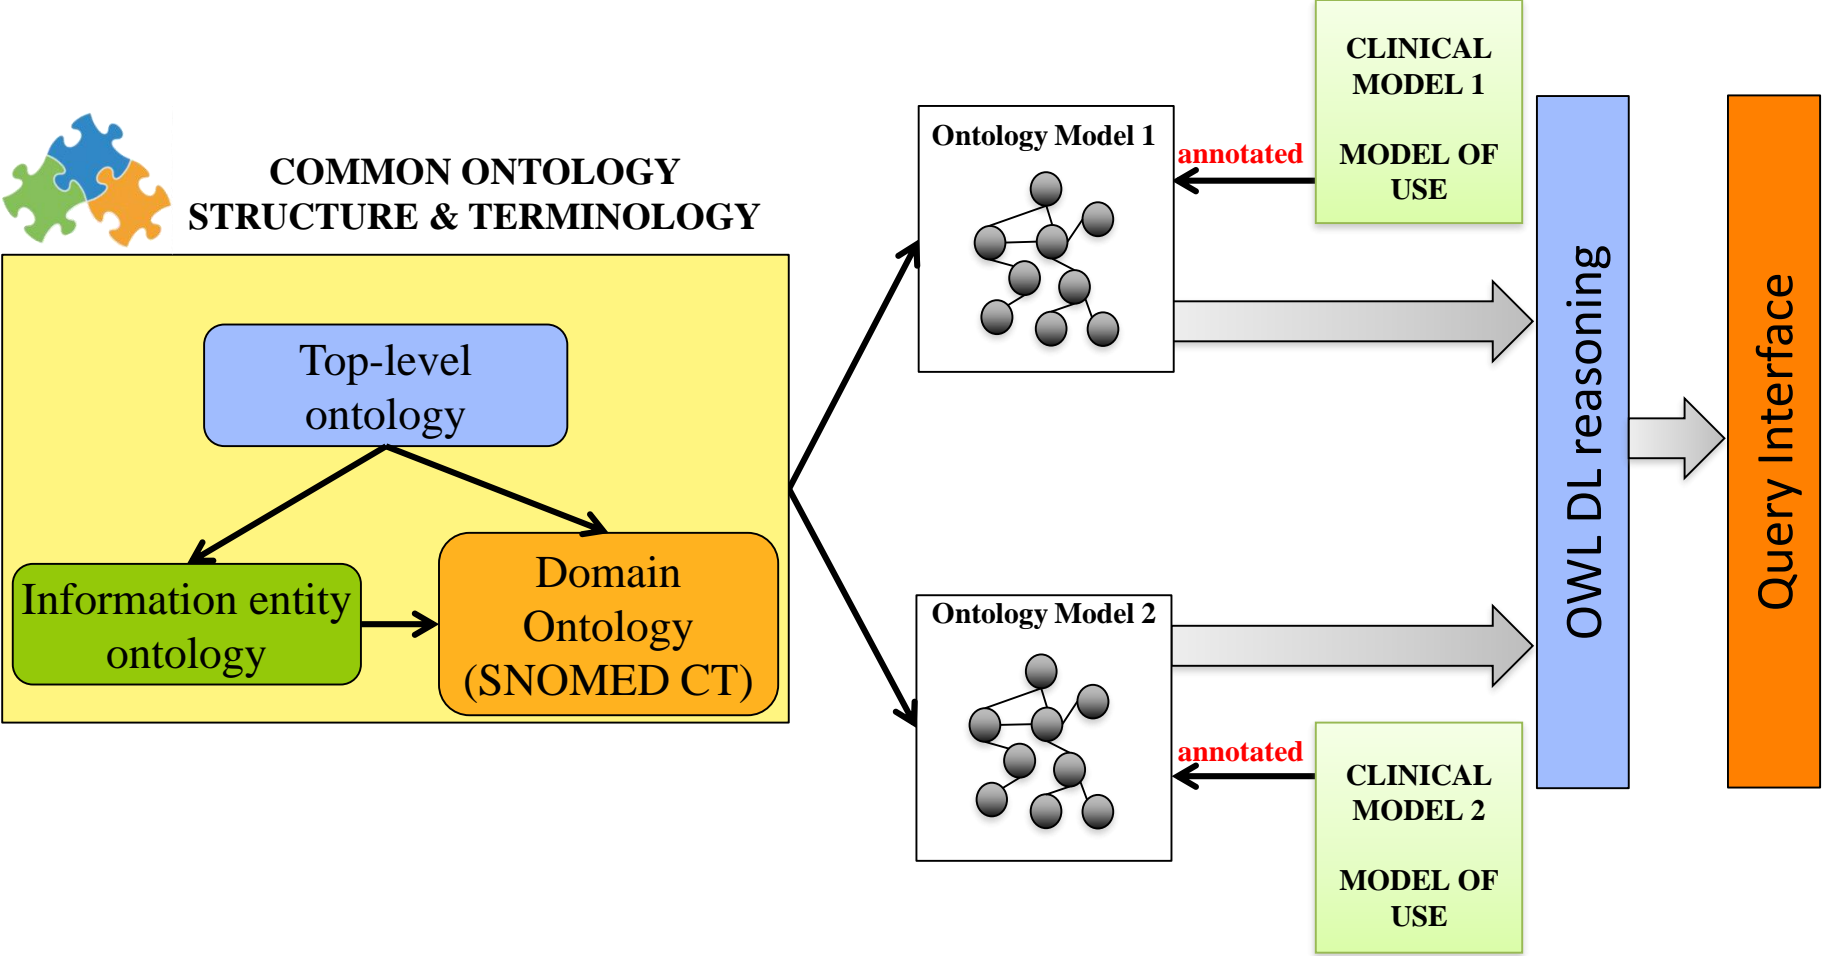 COMMON ONTOLOGY
STRUCTURE & TERMINOLOGY
Top-level
ontology
Information entity
ontology
Domain
Ontology
(SNOMED CT)
Ontology Model 1
annotated
CLINICAL
MODEL 1
MODEL OF
USE
Ontology Model 2
annotated
CLINICAL
MODEL 2
MODEL OF
USE
OWL DL reasoning
Query Interface